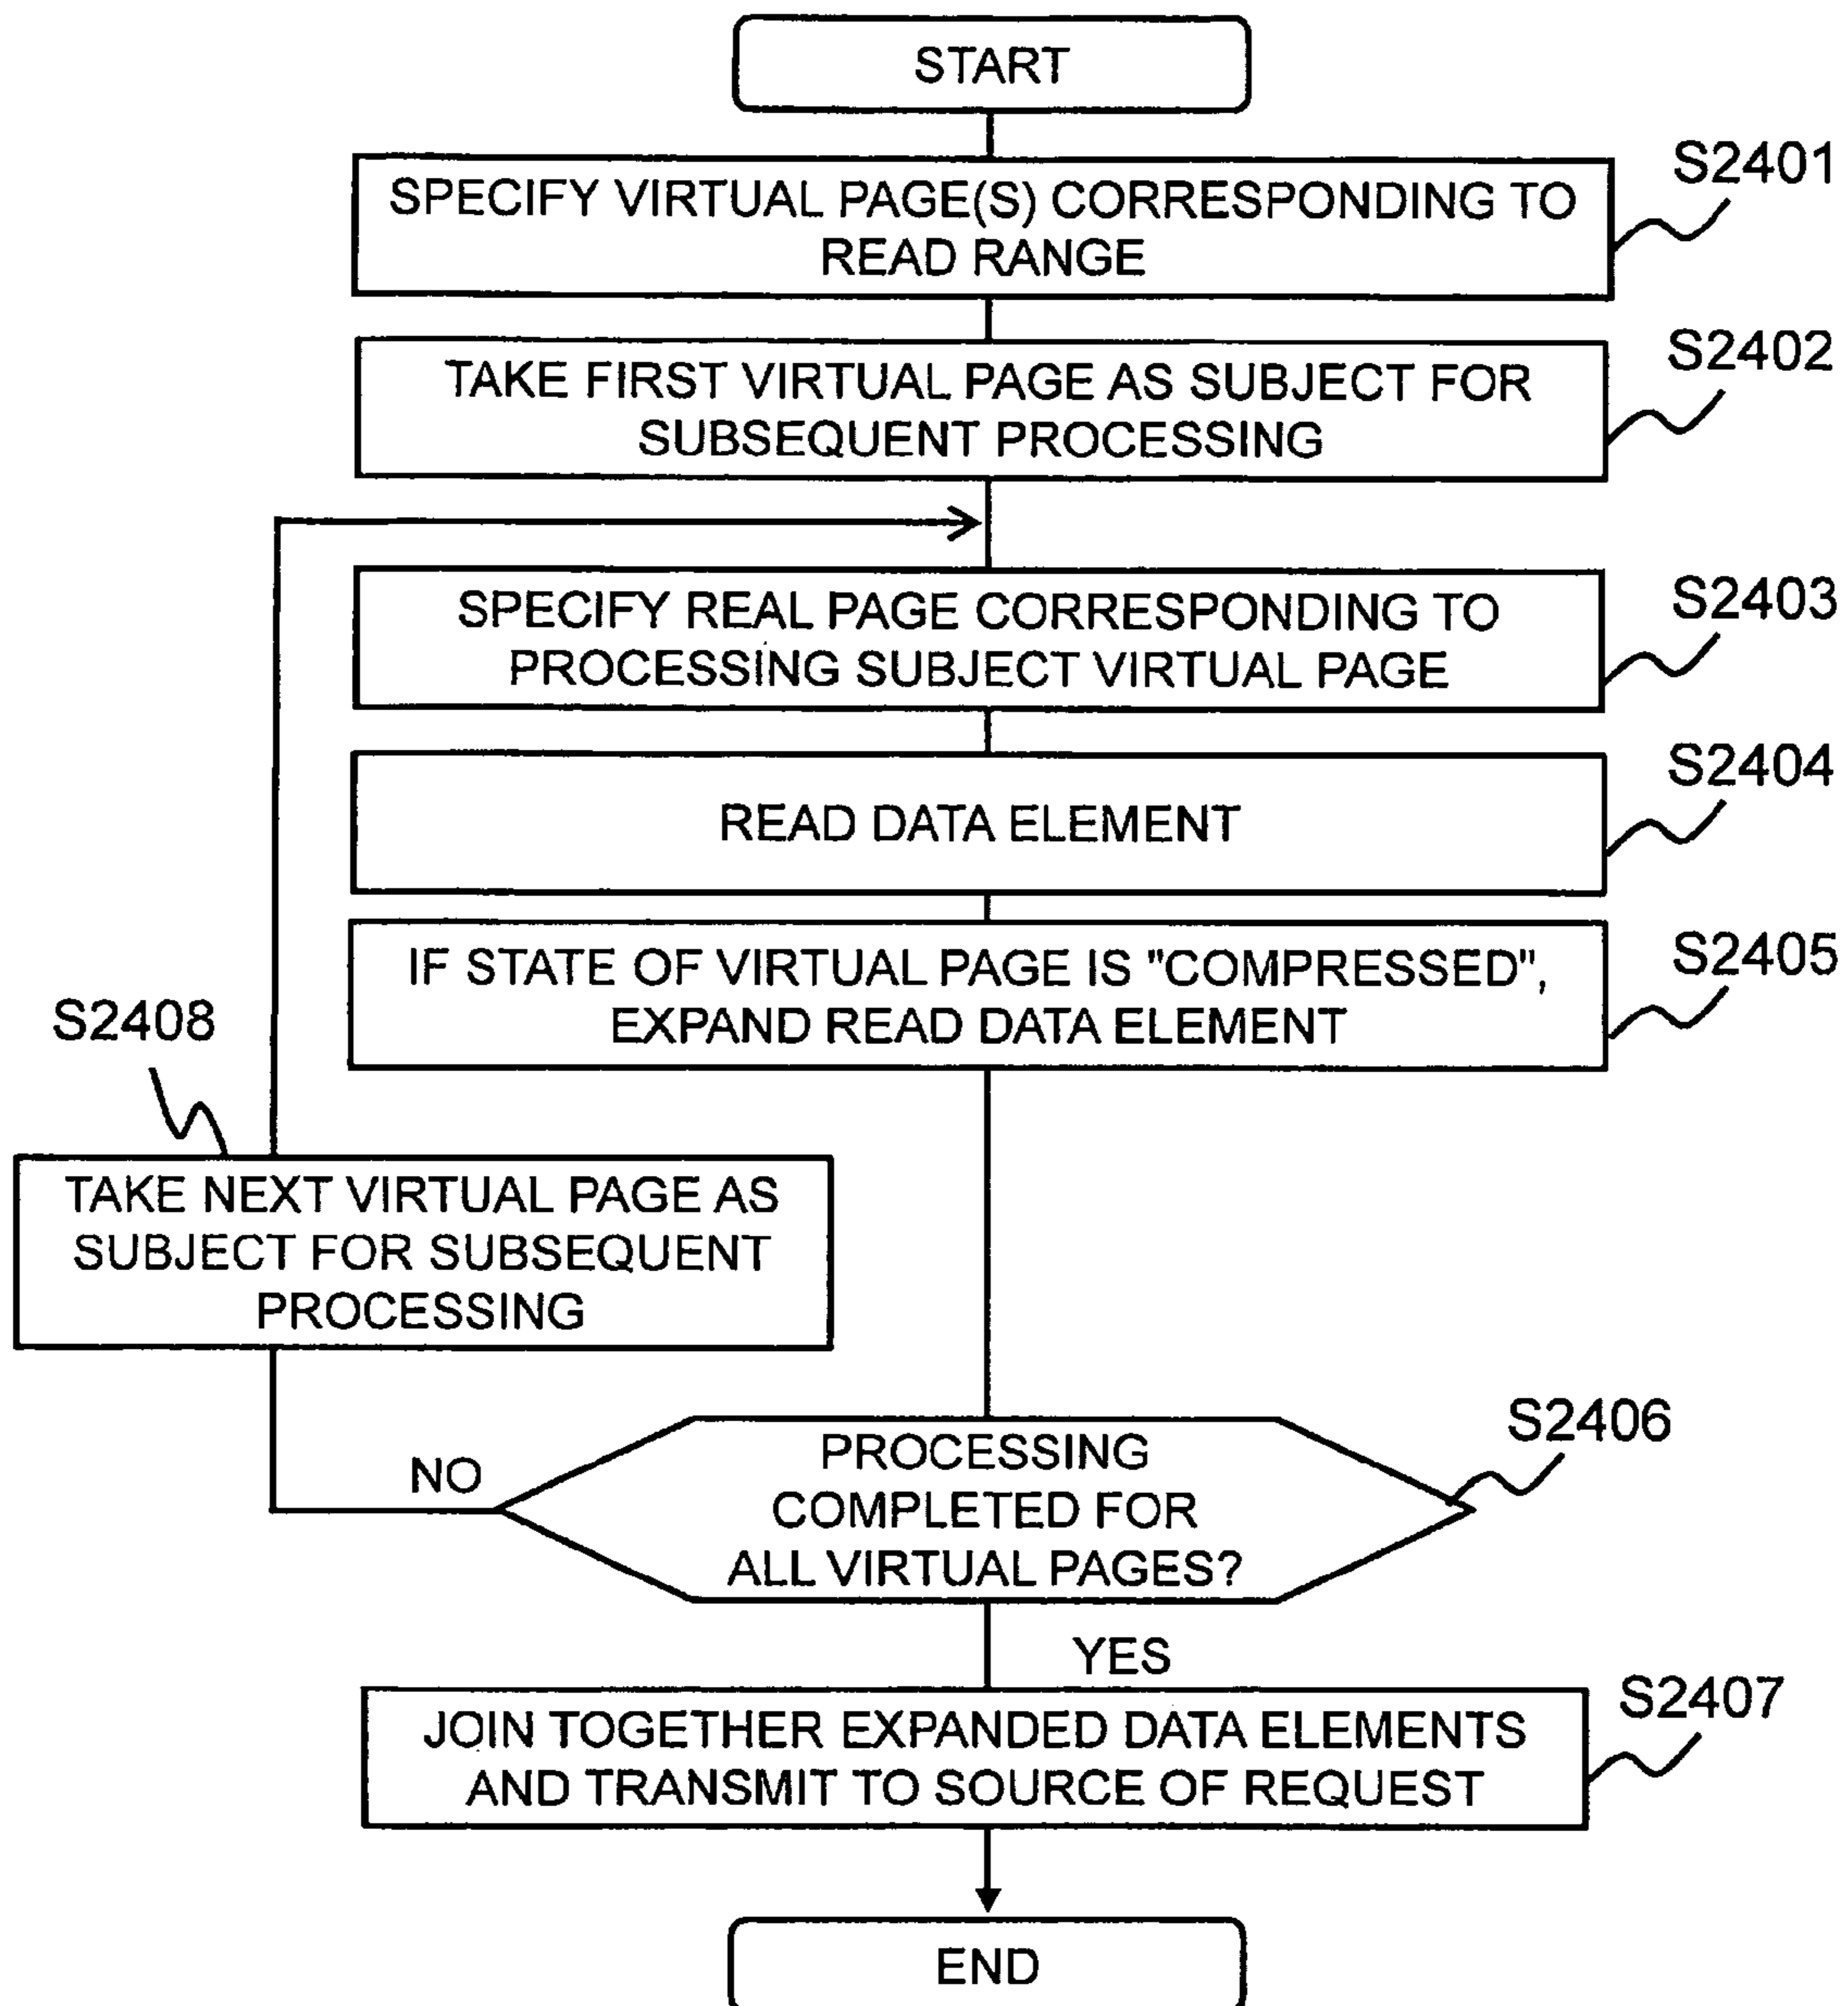 START
S2401
SPECIFY VIRTUAL PAGE(S) CORRESPONDING TO
READ RANGE
S2402
TAKE FIRST VIRTUAL PAGE AS SUBJECT FOR
SUBSEQUENT PROCESSING
S2403
SPECIFY REAL PAGE CORRESPONDING TO
PROCESSING SUBJECT VIRTUAL PAGE
S2404
READ DATA ELEMENT
S2405
IF STATE OF VIRTUAL PAGE IS "COMPRESSED",
EXPAND READ DATA ELEMENT
S2408
TAKE NEXT VIRTUAL PAGE AS
SUBJECT FOR SUBSEQUENT
PROCESSING
S2406
PROCESSING
COMPLETED FOR
ALL VIRTUAL PAGES?
NO
YES
S2407
JOIN TOGETHER EXPANDED DATA ELEMENTS
AND TRANSMIT TO SOURCE OF REQUEST
END